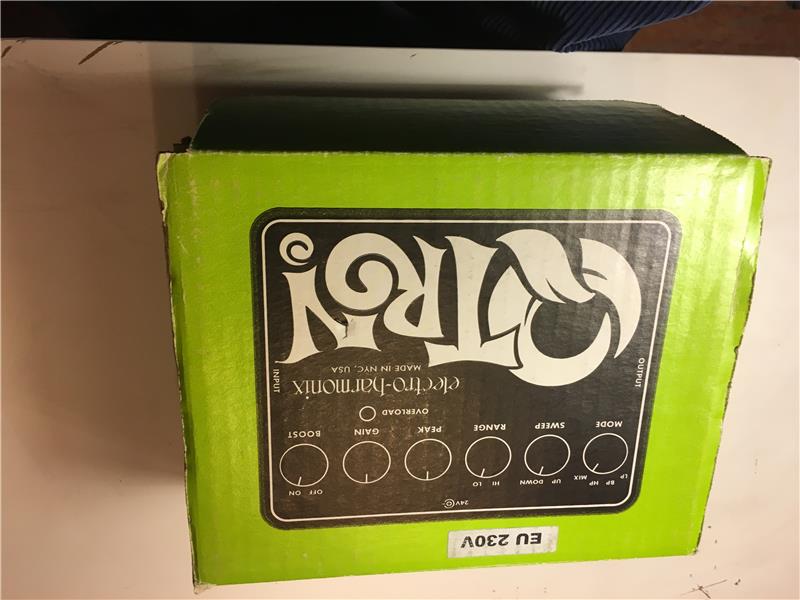 EU 230V
24V
LP BP HP MIX UP DOWN HI LO OFF ON
MODE SWEEP RANGE PEAK GAIN BOOST
OVERLOAD
electro-harmonix
MADE IN NYC, USA
OUTPUT INPUT
QTRON